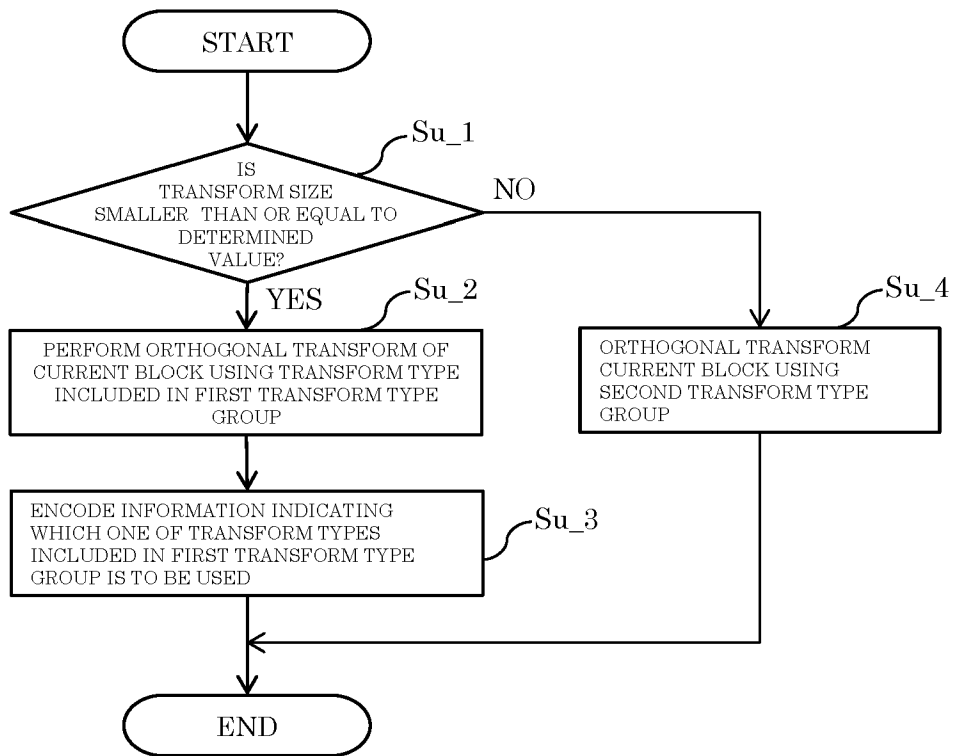 START
Su_1
IS
TRANSFORM SIZE
SMALLER THAN OR EQUAL TO
DETERMINED
VALUE?
NO
YES
Su_2
PERFORM ORTHOGONAL TRANSFORM OF
CURRENT BLOCK USING TRANSFORM TYPE
INCLUDED IN FIRST TRANSFORM TYPE
GROUP
Su_4
ORTHOGONAL TRANSFORM
CURRENT BLOCK USING
SECOND TRANSFORM TYPE
GROUP
Su_3
ENCODE INFORMATION INDICATING
WHICH ONE OF TRANSFORM TYPES
INCLUDED IN FIRST TRANSFORM TYPE
GROUP IS TO BE USED
END